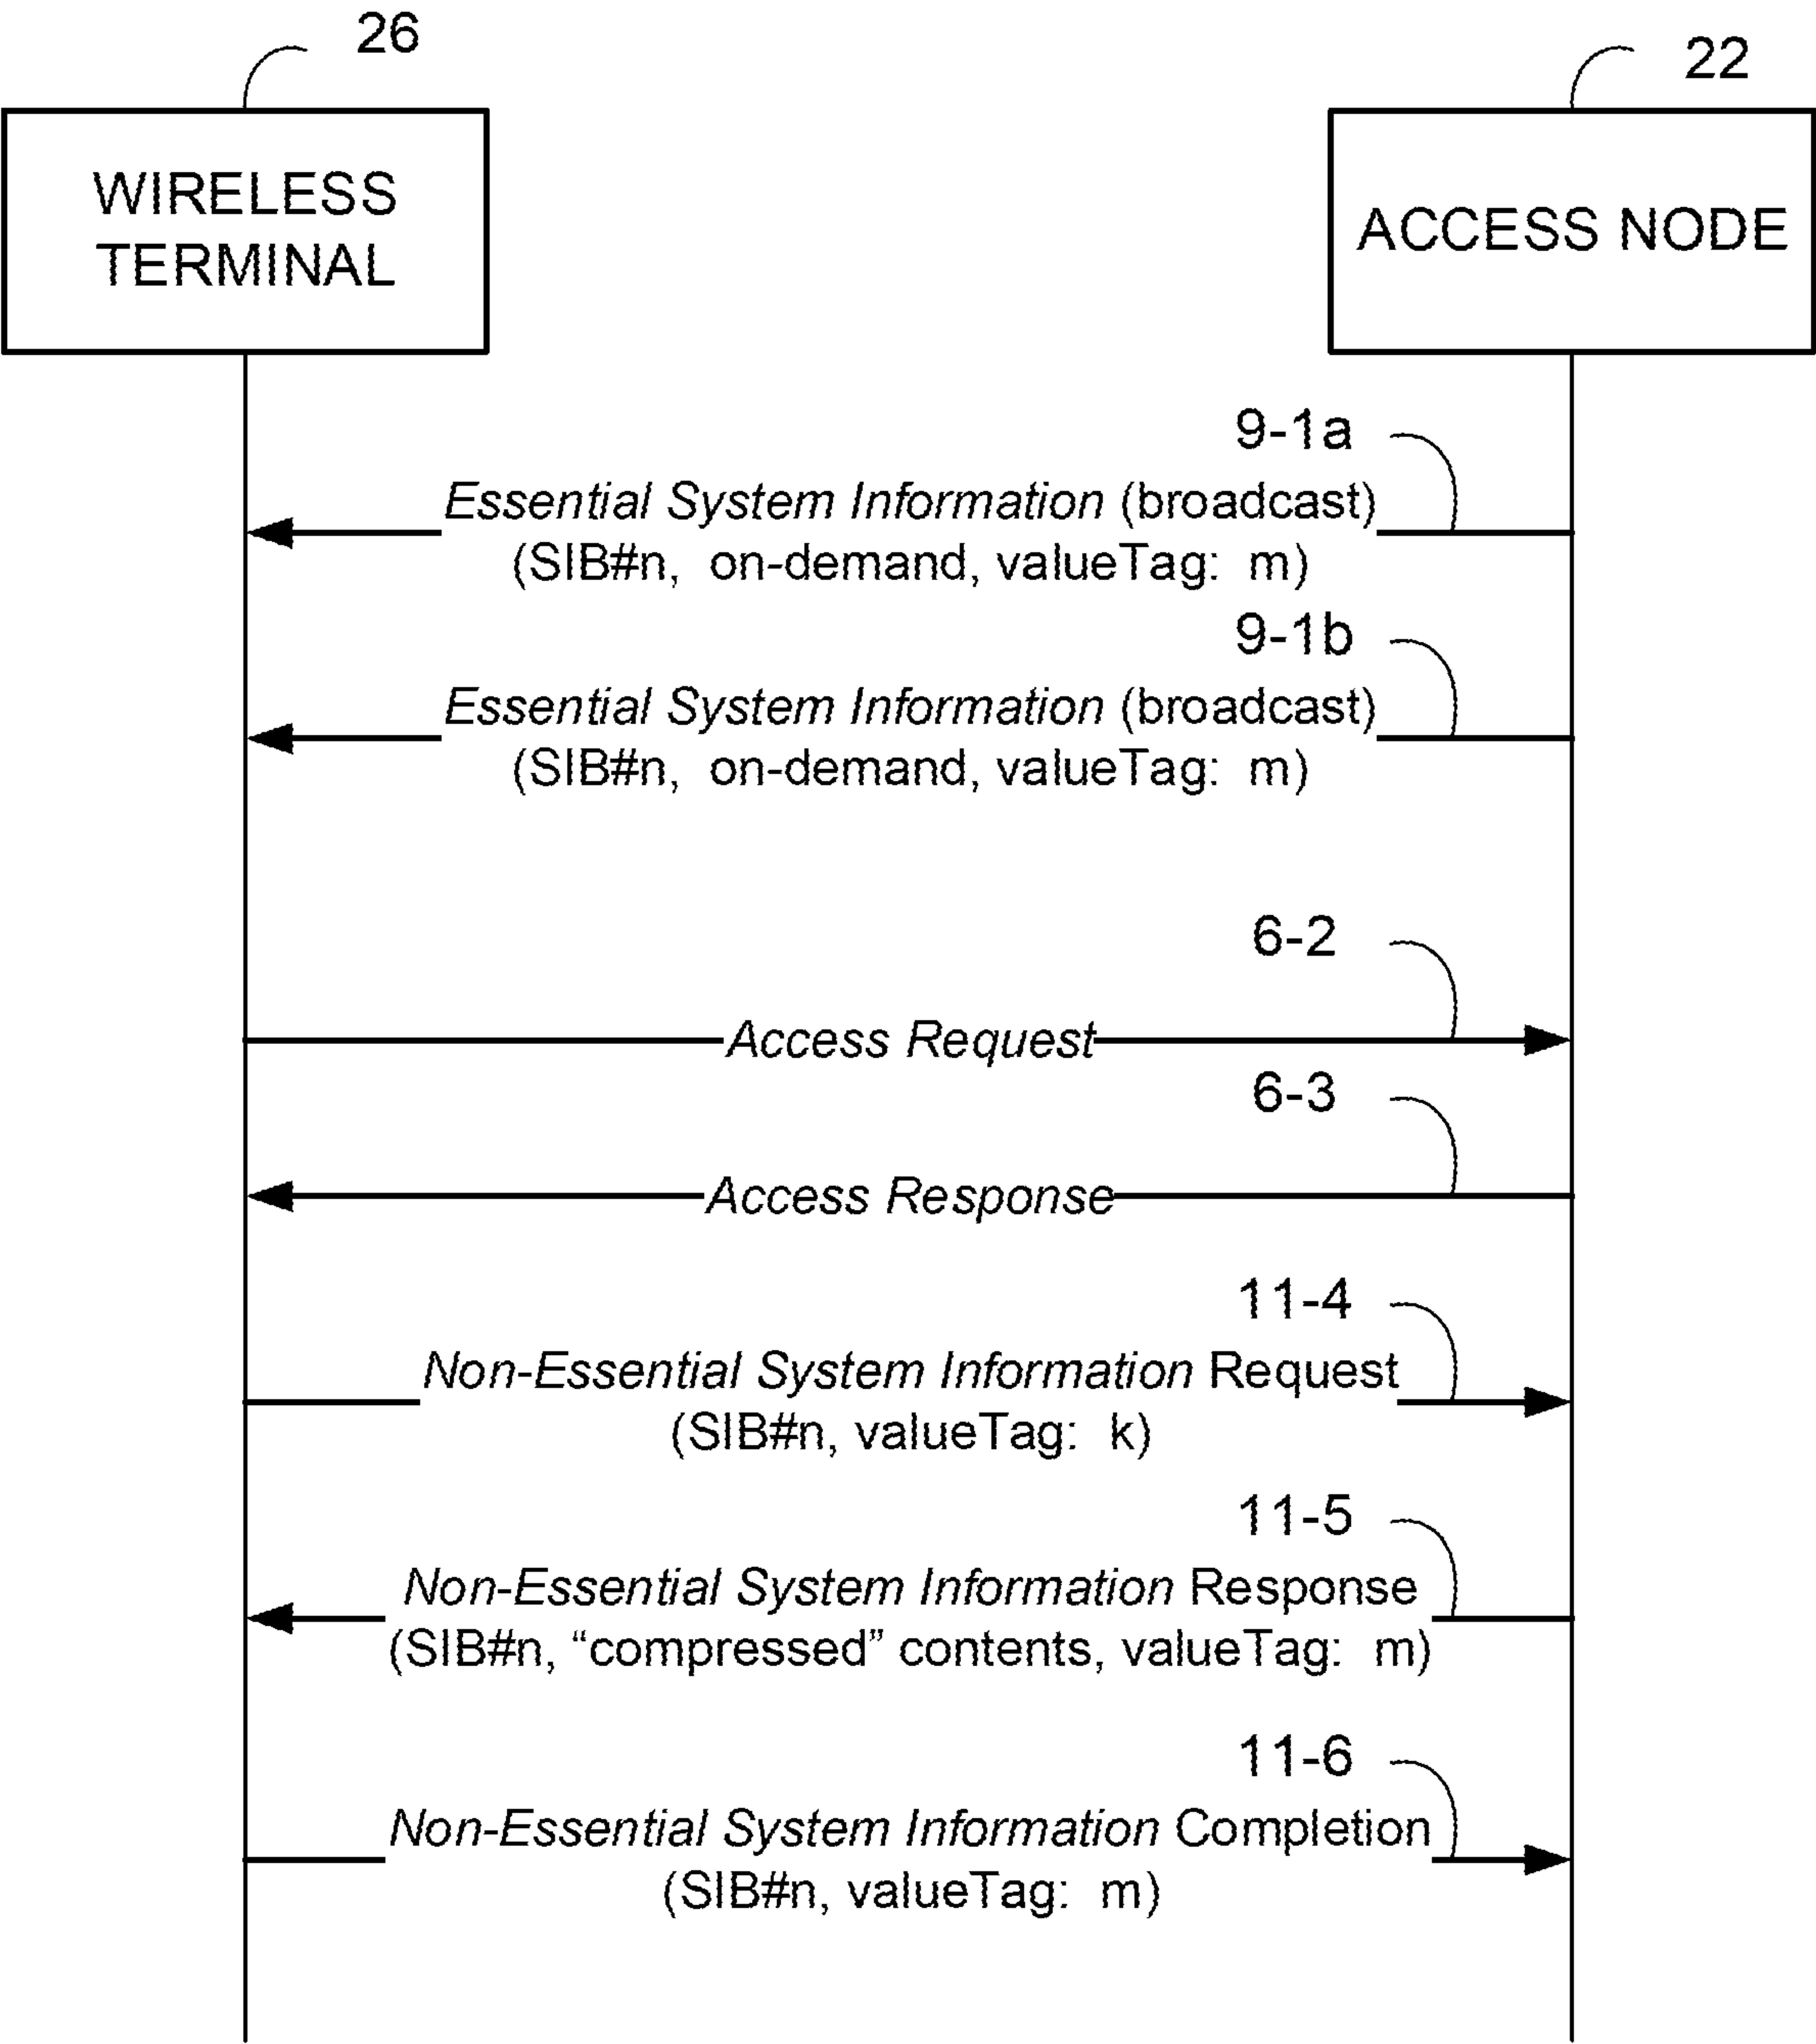 26
22
WIRELESS
TERMINAL
ACCESS NODE
9-1a
Essential System Information (broadcast)
(SIB#n, on-demand, valueTag: m)
9-1b
Essential System Information (broadcast)
(SIB#n, on-demand, valueTag: m)
6-2
Access Request
6-3
Access Response
11-4
Non-Essential System Information Request
(SIB#n, valueTag: k)
11-5
Non-Essential System Information Response
(SIB#n, “compressed” contents, valueTag: m)
11-6
Non-Essential System Information Completion
(SIB#n, valueTag: m)